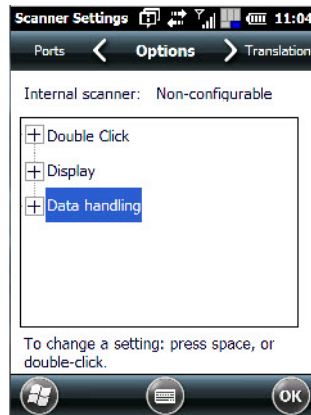 Scanner Settings 11:04
Ports Options Translation
Internal scanner: Non-configurable
Double Click
Display
Data handling
To change a setting: press space, or
double-click.
OK